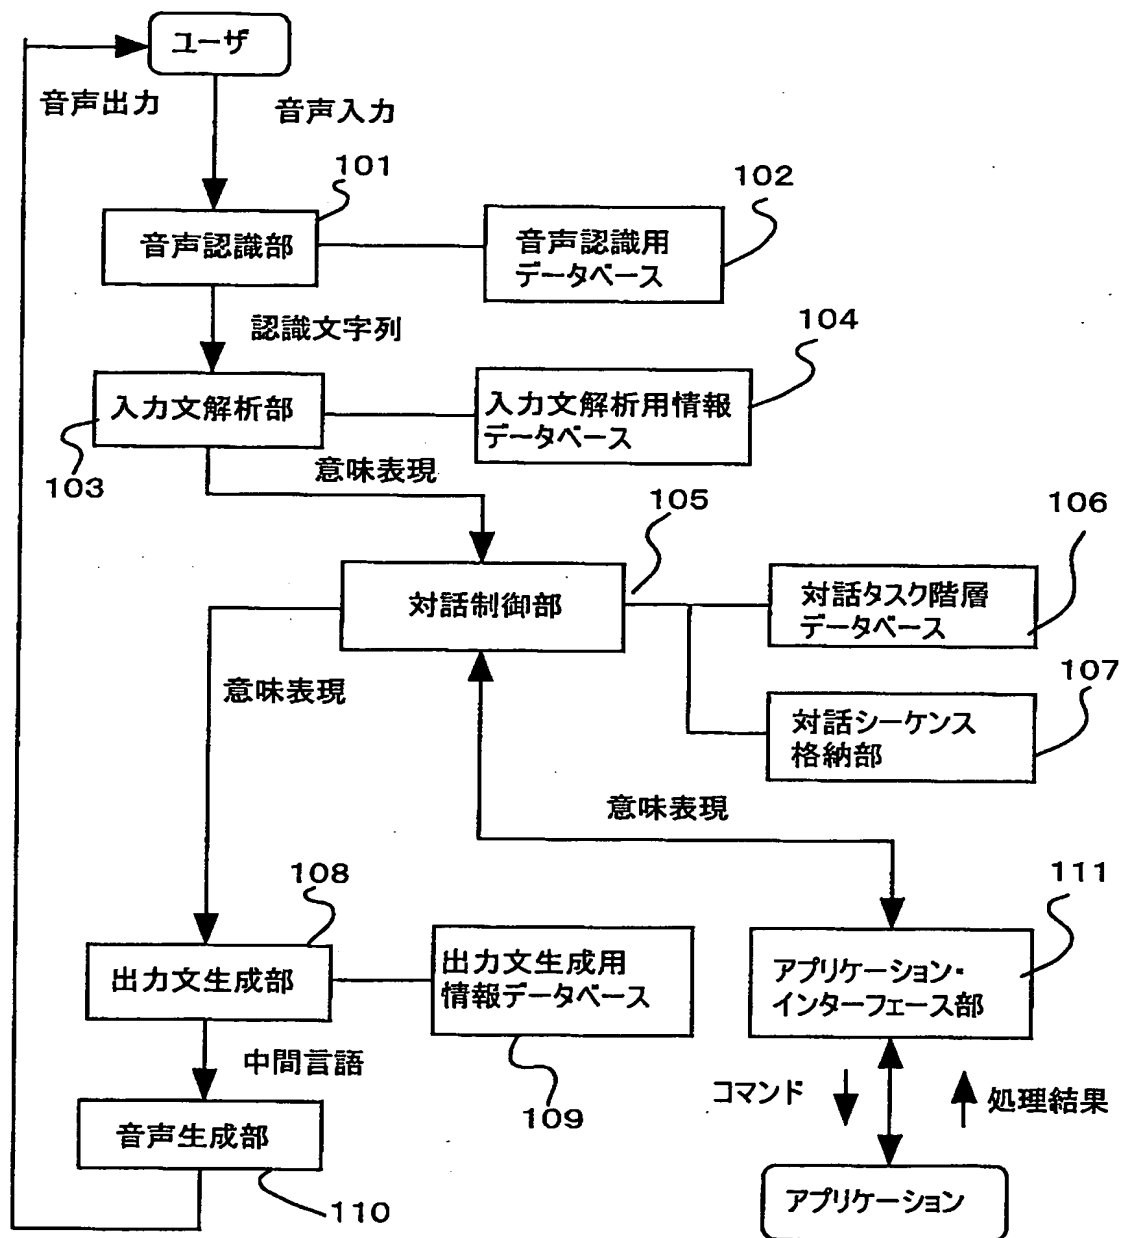 ユーザ
音声出力
音声入力
101
102
音声認識部
音声認識用
データベース
認識文字列
104
入力文解析部
入力文解析用情報
データベース
103
意味表現
105
106
対話制御部
対話タスク階層
データベース
意味表現
107
対話シーケンス
格納部
意味表現
108
111
出力文生成部
出力文生成用
情報データベース
アプリケーション・
インターフェース部
中間言語
109
コマンド
処理結果
音声生成部
110
アプリケーション